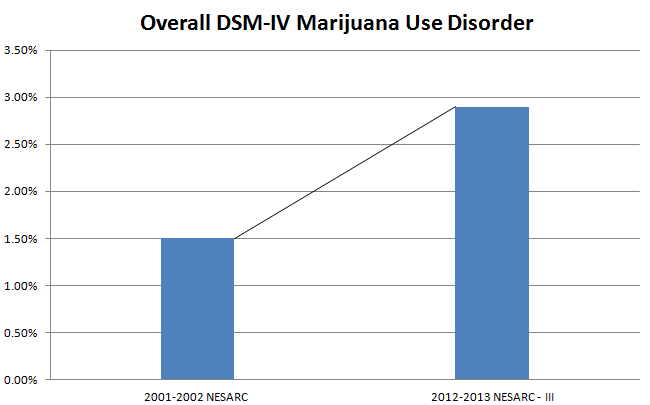 Overall DSM-IV Marijuana Use Disorder
3.50%
3.00%
2.50%
2.00%
1.50%
1.00%
0.50%
0.00%
2001-2002 NESARC
2012-2013 NESARC - III